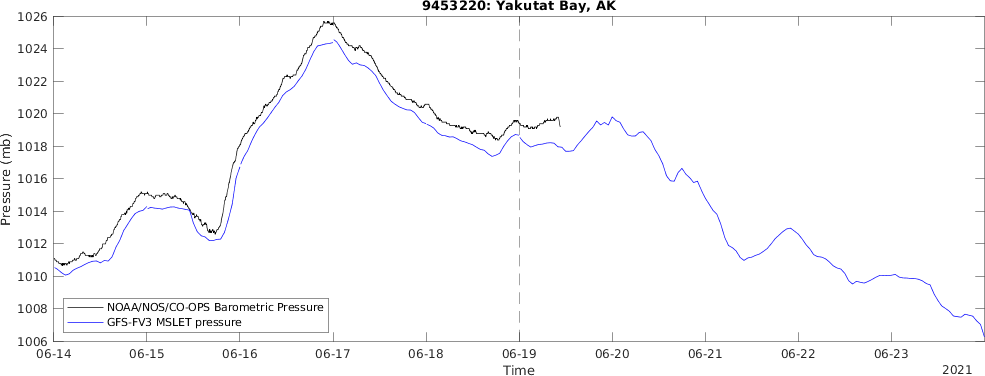 9453220: Yakutat Bay, AK
1026
1024
1022
1020
1018
1016
1014
1012
1010
1008
1006
Pressure (mb)
NOAA/NOS/CO-OPS Barometric Pressure
GFS-FV3 MSLET pressure
06-14 06-15 06-16 06-17 06-18 06-19 06-20 06-21 06-22 06-23
Time
2021